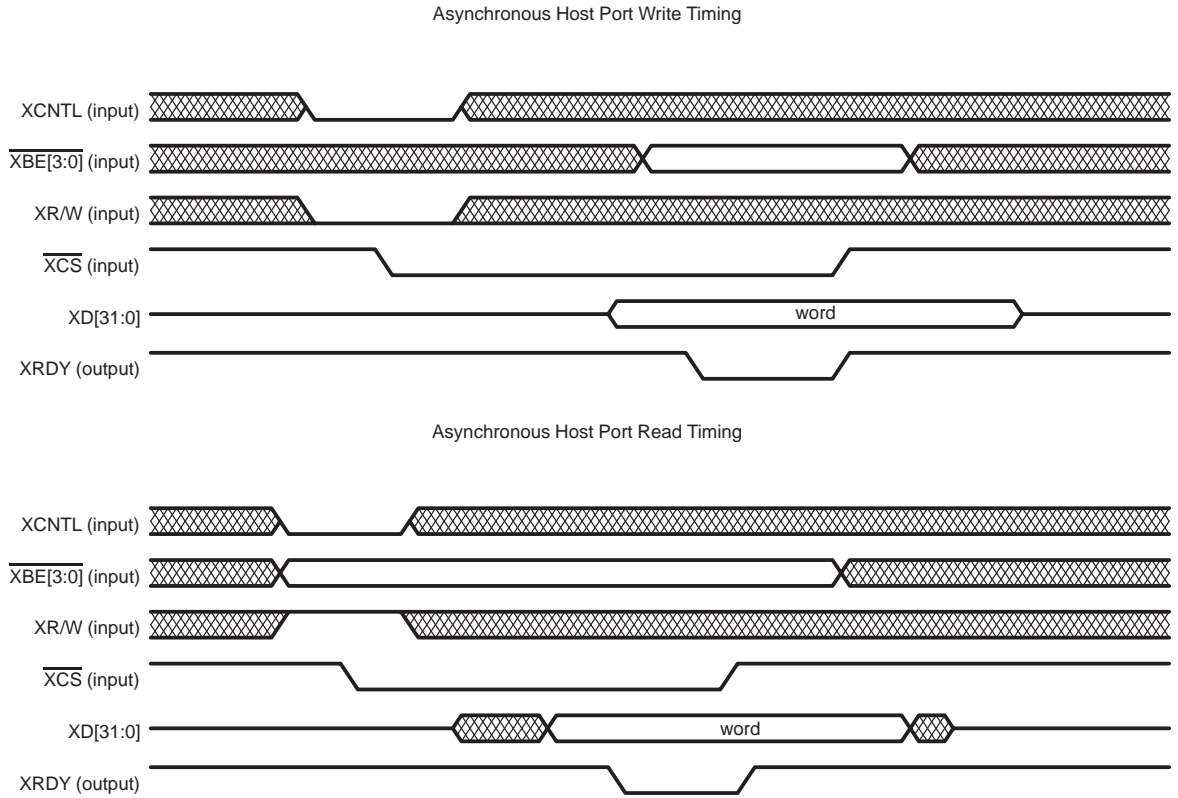 Asynchronous Host Port Write Timing
XCNTL (input)
XBE[3:0] (input)
XR/W (input)
XCS (input)
XD[31:0]
word
XRDY (output)
Asynchronous Host Port Read Timing
XCNTL (input)
XBE[3:0] (input)
XR/W (input)
XCS (input)
XD[31:0]
word
XRDY (output)